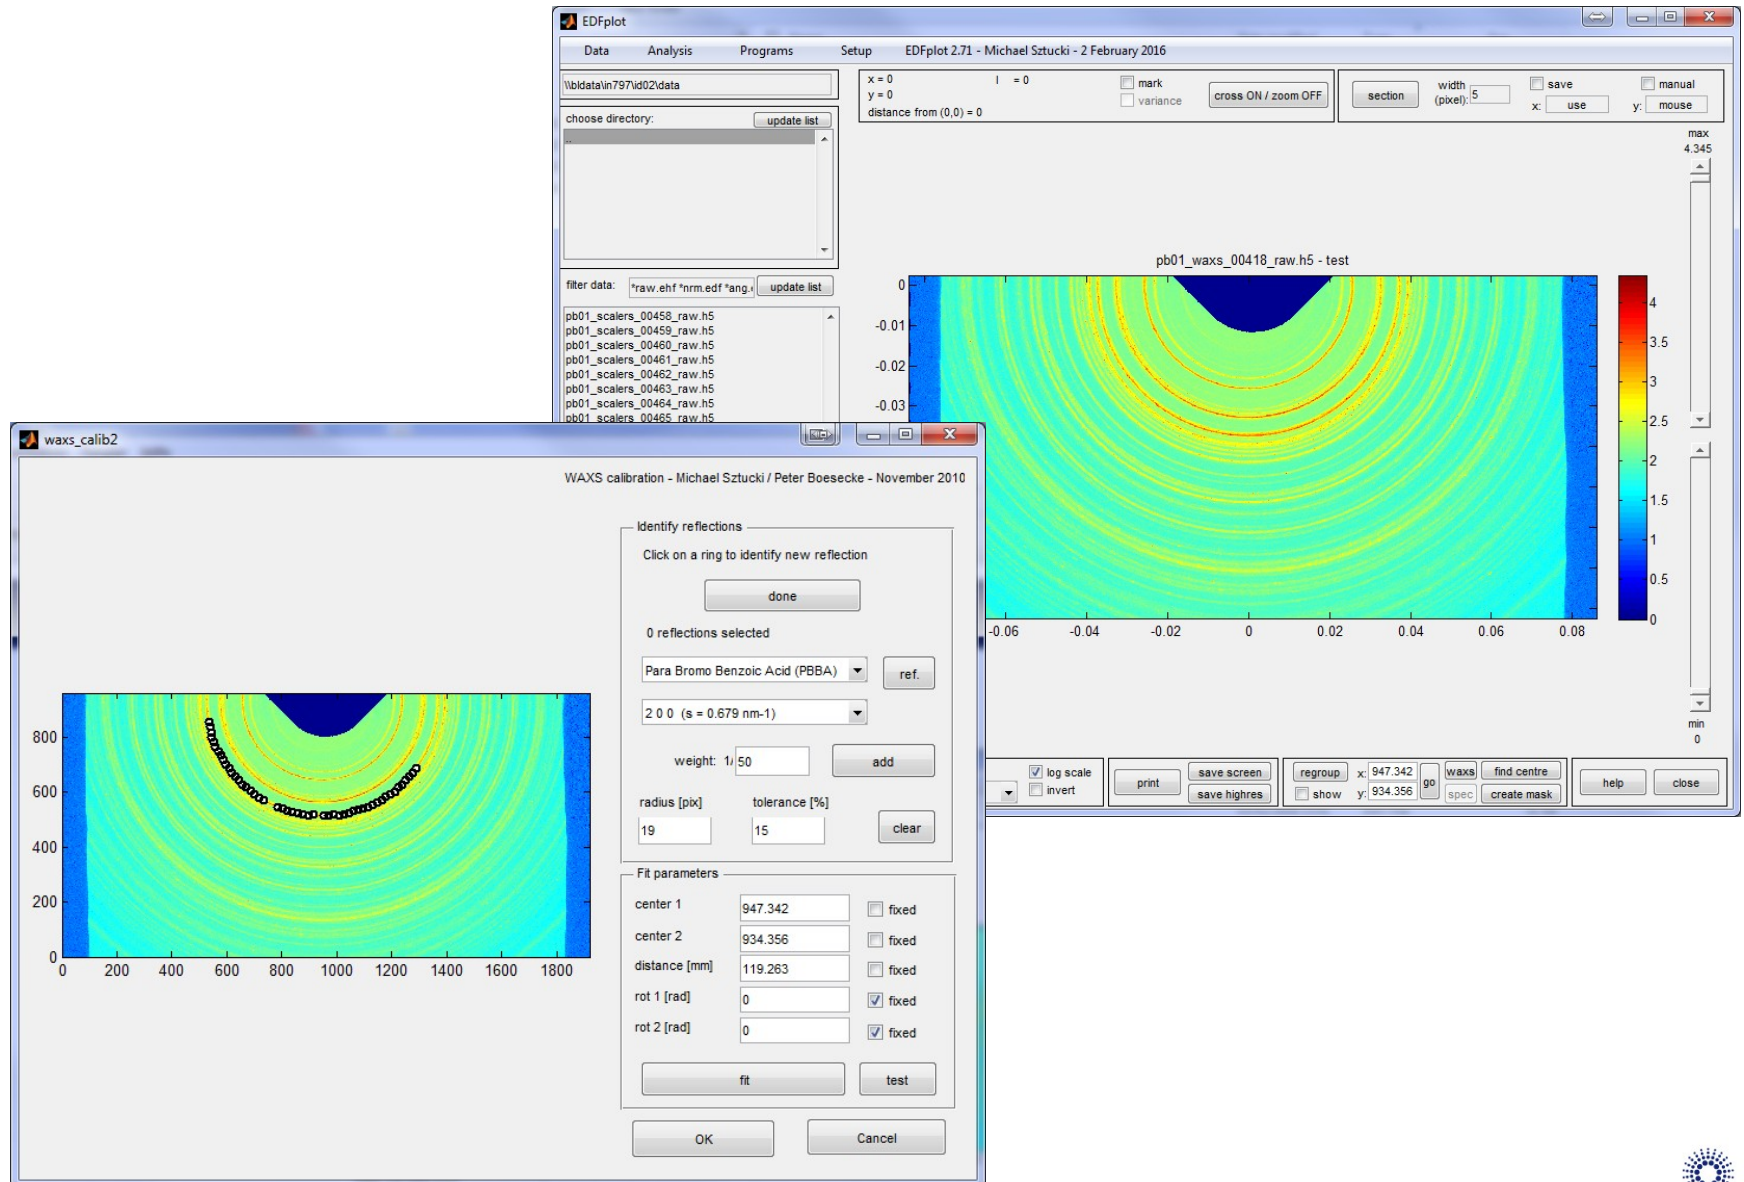 EDFplot
Data Analysis Programs Setup EDFplot 2.71 - Michael Sztucki - 2 February 2016
\\bldata\in797\id02\data
x = 0 I = 0
y = 0
distance from (0,0) = 0
mark
variance
cross ON / zoom OFF
section
width
(pixel): 5
save
manual
x: use y: mouse
choose directory: update list
..
max
4.345
filter data: *raw.ehf *nrm.edf *ang. update list
pb01_scalers_00458_raw.h5
pb01_scalers_00459_raw.h5
pb01_scalers_00460_raw.h5
pb01_scalers_00461_raw.h5
pb01_scalers_00462_raw.h5
pb01_scalers_00463_raw.h5
pb01_scalers_00464_raw.h5
pb01_scalers_00465_raw.h5
pb01_waxs_00418_raw.h5 - test
0
-0.01
-0.02
-0.03
-0.06 -0.04 -0.02 0 0.02 0.04 0.06 0.08
4
3.5
3
2.5
2
1.5
1
0.5
0
min
0
log scale
invert
print
save screen
save highres
regroup x: 947.342 go waxs find centre
show y: 934.356 spec create mask
help close
waxs_calib2
WAXS calibration - Michael Sztucki / Peter Boesecke - November 2010
Identify reflections
Click on a ring to identify new reflection
done
0 reflections selected
Para Bromo Benzoic Acid (PBBA) ref.
2 0 0 (s = 0.679 nm-1)
weight: 1/ 50 add
radius [pix] tolerance [%]
19 15 clear
Fit parameters
center 1 947.342 fixed
center 2 934.356 fixed
distance [mm] 119.263 fixed
rot 1 [rad] 0 fixed
rot 2 [rad] 0 fixed
fit test
OK Cancel
800
600
400
200
0
0 200 400 600 800 1000 1200 1400 1600 1800